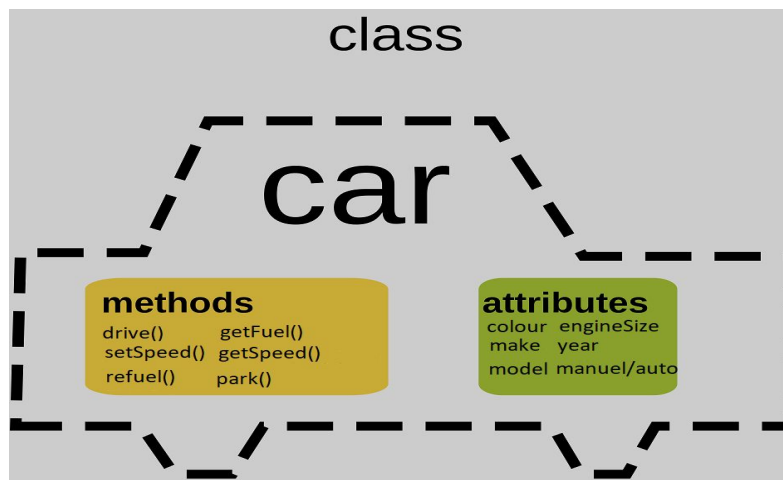 class
car
methods
drive() getFuel()
setSpeed() getSpeed()
refuel() park()
attributes
colour engineSize
make year
model manuel/auto